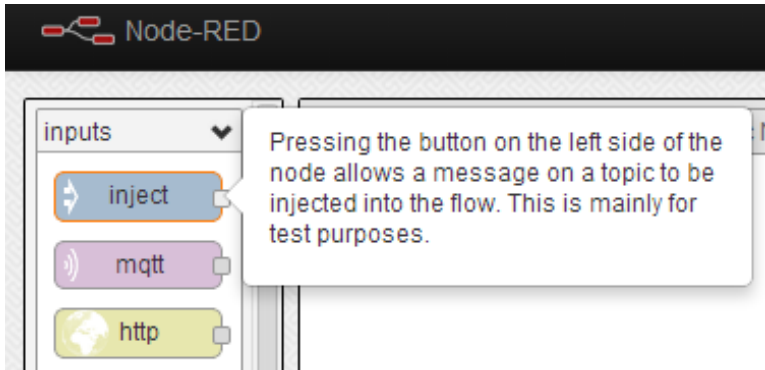 Node-RED
inputs
Pressing the button on the left side of the
node allows a message on a topic to be
injected into the flow. This is mainly for
test purposes.
inject
mqtt
http